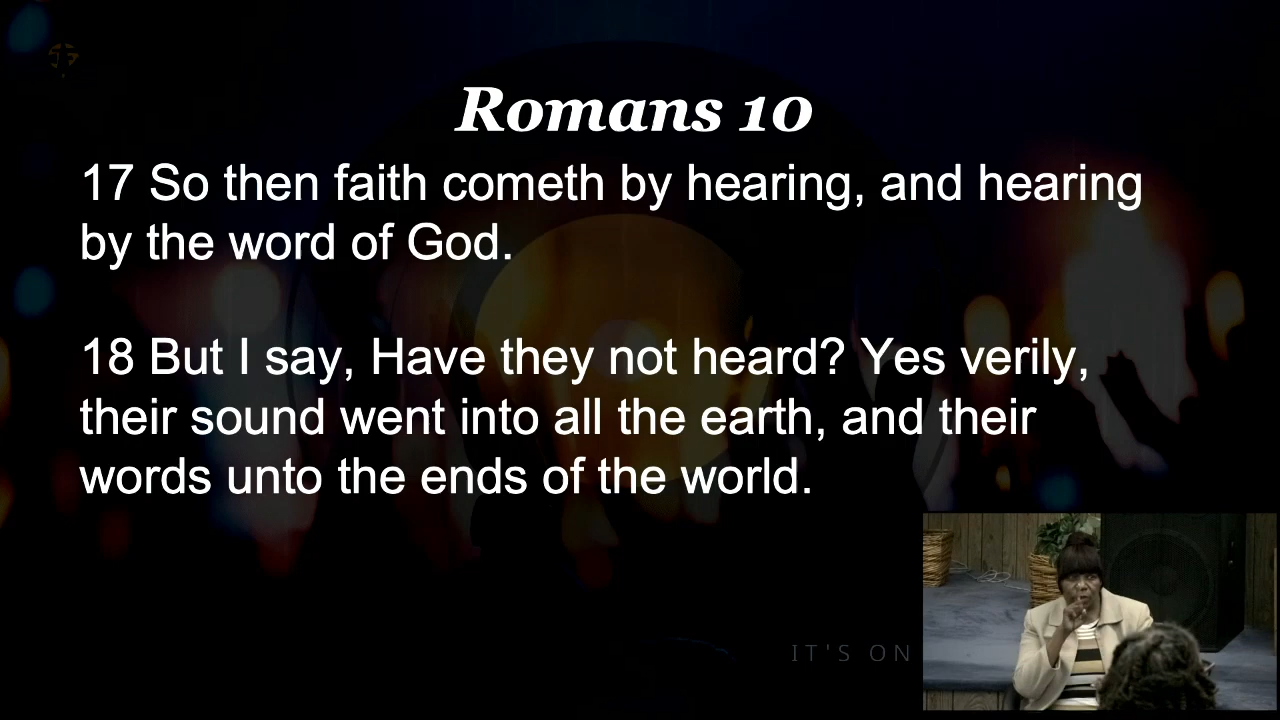 Romans 10
17 So then faith cometh by hearing, and hearing
by the word of God.
18 But I say, Have they not heard? Yes verily,
their sound went into all the earth, and their
words unto the ends of the world.
IT'S ON